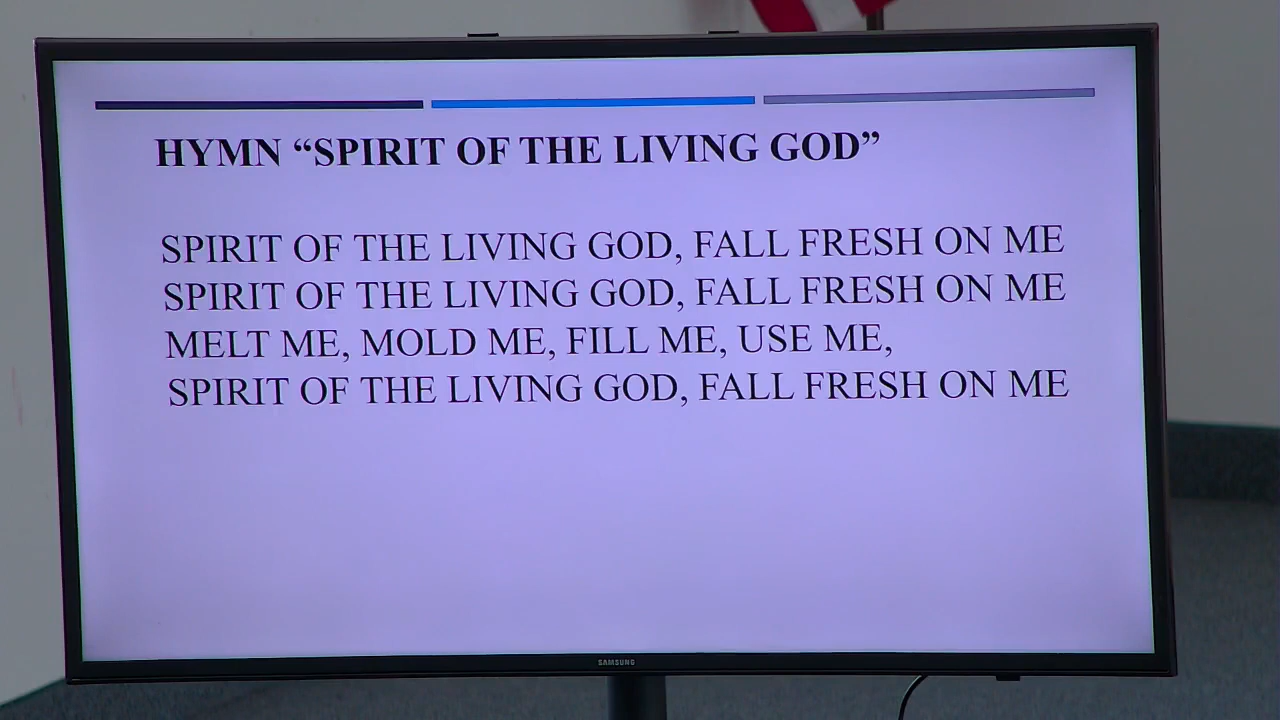 HYMN “SPIRIT OF THE LIVING GOD”
SPIRIT OF THE LIVING GOD, FALL FRESH ON ME
SPIRIT OF THE LIVING GOD, FALL FRESH ON ME
MELT ME, MOLD ME, FILL ME, USE ME,
SPIRIT OF THE LIVING GOD, FALL FRESH ON ME
SAMSUNG